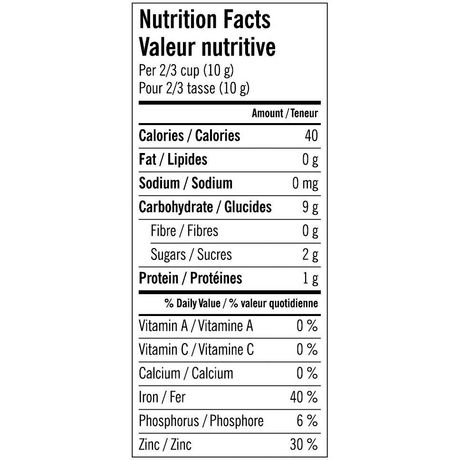 Nutrition Facts
Valeur nutritive
Per 2/3 cup (10 g)
Pour 2/3 tasse (10 g)
Amount / Teneur
Calories / Calories 40
Fat / Lipides 0 g
Sodium / Sodium 0 mg
Carbohydrate / Glucides 9 g
Fibre / Fibres 0 g
Sugars / Sucres 2 g
Protein / Protéines 1 g
% Daily Value / % valeur quotidienne
Vitamin A / Vitamine A 0 %
Vitamin C / Vitamine C 0 %
Calcium / Calcium 0 %
Iron / Fer 40 %
Phosphorus / Phosphore 6 %
Zinc / Zinc 30 %